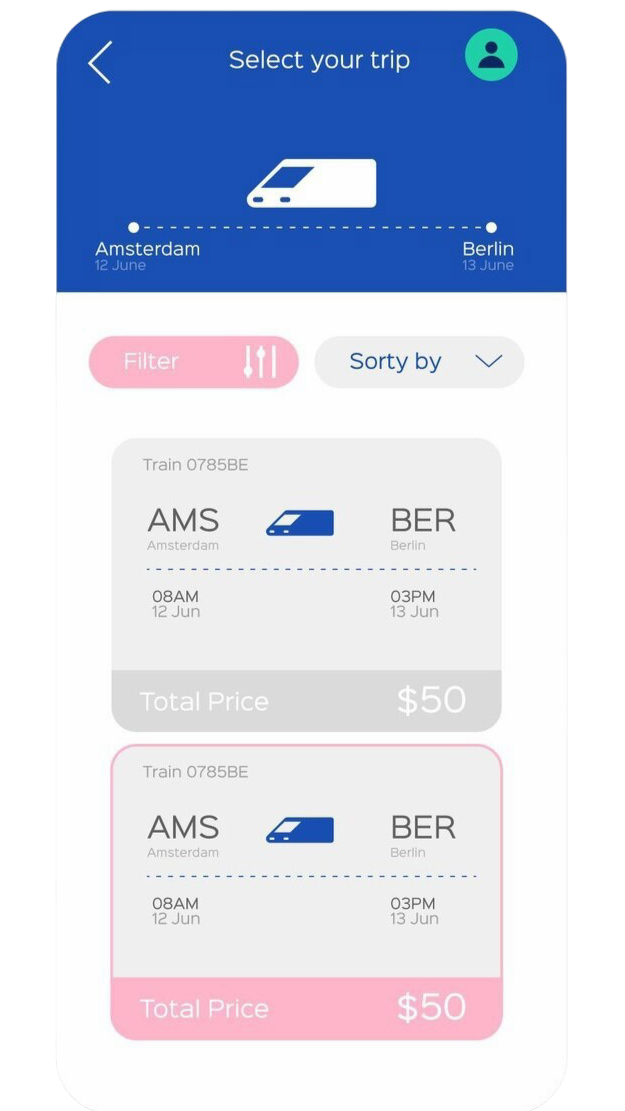 Select your trip
Amsterdam Berlin
12 June 13 June
Filter Sorty by
Train 0785BE
AMS BER
Amsterdam Berlin
08AM 03PM
12 Jun 13 Jun
Total Price $50
Train 0785BE
AMS BER
Amsterdam Berlin
08AM 03PM
12 Jun 13 Jun
Total Price $50